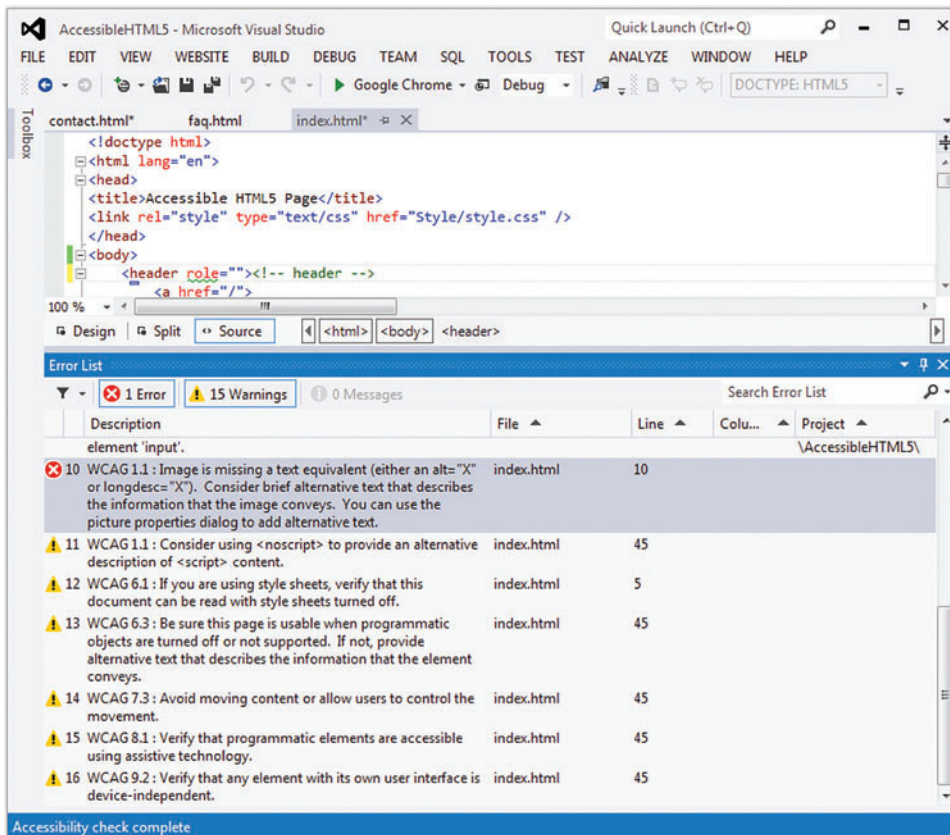 AccessibleHTML5 - Microsoft Visual Studio
Quick Launch (Ctrl+Q)
FILE EDIT VIEW WEBSITE BUILD DEBUG TEAM SQL TOOLS TEST ANALYZE WINDOW HELP
Google Chrome Debug DOCTYPE: HTML5
Toolbox
contact.html* faq.html index.html*
<!doctype html>
<html lang="en">
<head>
<title>Accessible HTML5 Page</title>
<link rel="style" type="text/css" href="Style/style.css" />
</head>
<body>
<header role=""><!-- header -->
<a href="/">
100 %
Design Split Source <html> <body> <header>
Error List
1 Error 15 Warnings 0 Messages Search Error List
Description File Line Colu... Project
element 'input'. \AccessibleHTML5\
10 WCAG 1.1 : Image is missing a text equivalent (either an alt="X" index.html 10
or longdesc="X"). Consider brief alternative text that describes
the information that the image conveys. You can use the
picture properties dialog to add alternative text.
11 WCAG 1.1 : Consider using <noscript> to provide an alternative index.html 45
description of <script> content.
12 WCAG 6.1 : If you are using style sheets, verify that this index.html 5
document can be read with style sheets turned off.
13 WCAG 6.3 : Be sure this page is usable when programmatic index.html 45
objects are turned off or not supported. If not, provide
alternative text that describes the information that the element
conveys.
14 WCAG 7.3 : Avoid moving content or allow users to control the index.html 45
movement.
15 WCAG 8.1 : Verify that programmatic elements are accessible index.html 45
using assistive technology.
16 WCAG 9.2 : Verify that any element with its own user interface is index.html 45
device-independent.
Accessibility check complete